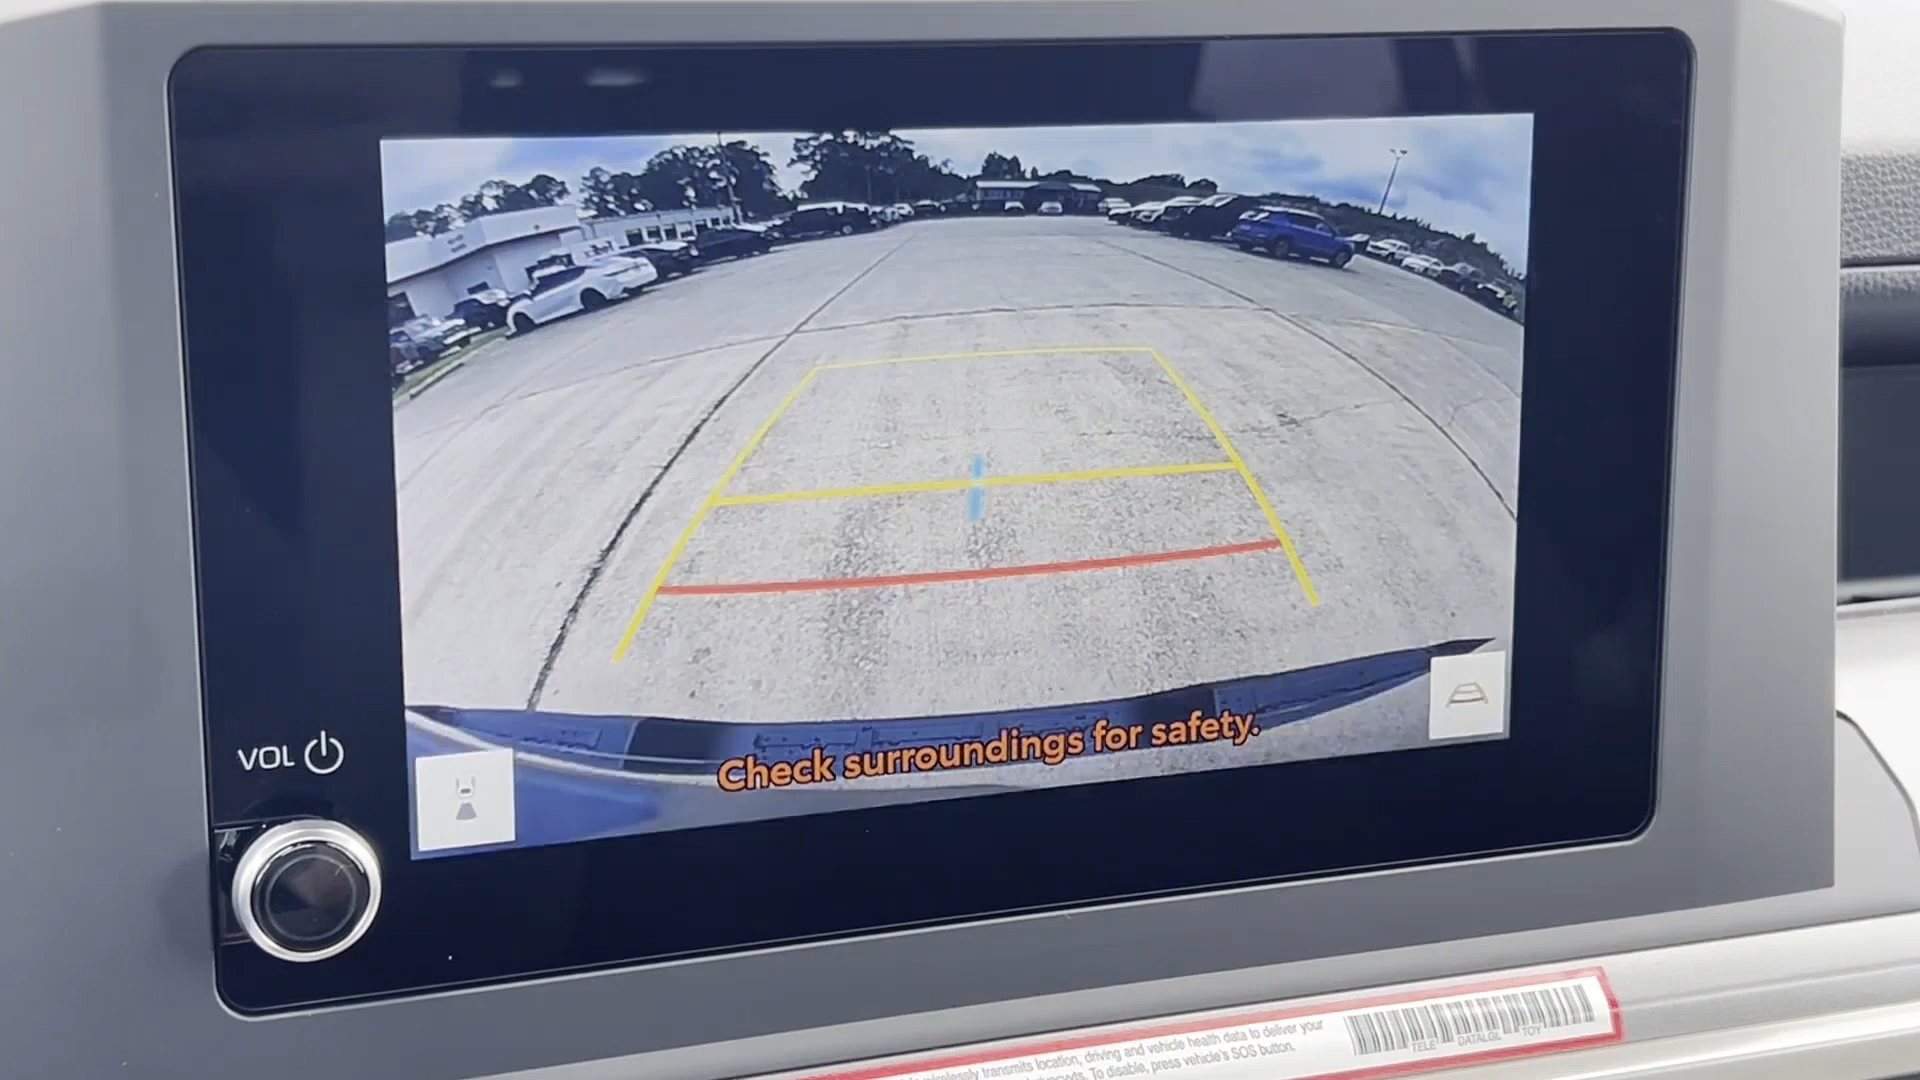 VOL
Check surroundings for safety.
wirelessly transmits location, driving and vehicle health data to deliver your
To disable, press vehicle's SOS button.
TELE DATALGL TOY